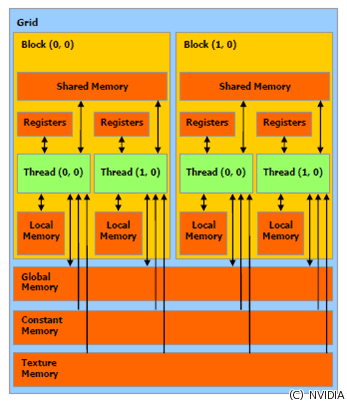 Grid
Block (0, 0)
Block (1, 0)
Shared Memory
Shared Memory
Registers
Registers
Registers
Registers
Thread (0, 0)
Thread (1, 0)
Thread (0, 0)
Thread (1, 0)
Local
Memory
Local
Memory
Local
Memory
Local
Memory
Global
Memory
Constant
Memory
Texture
Memory
(C) NVIDIA